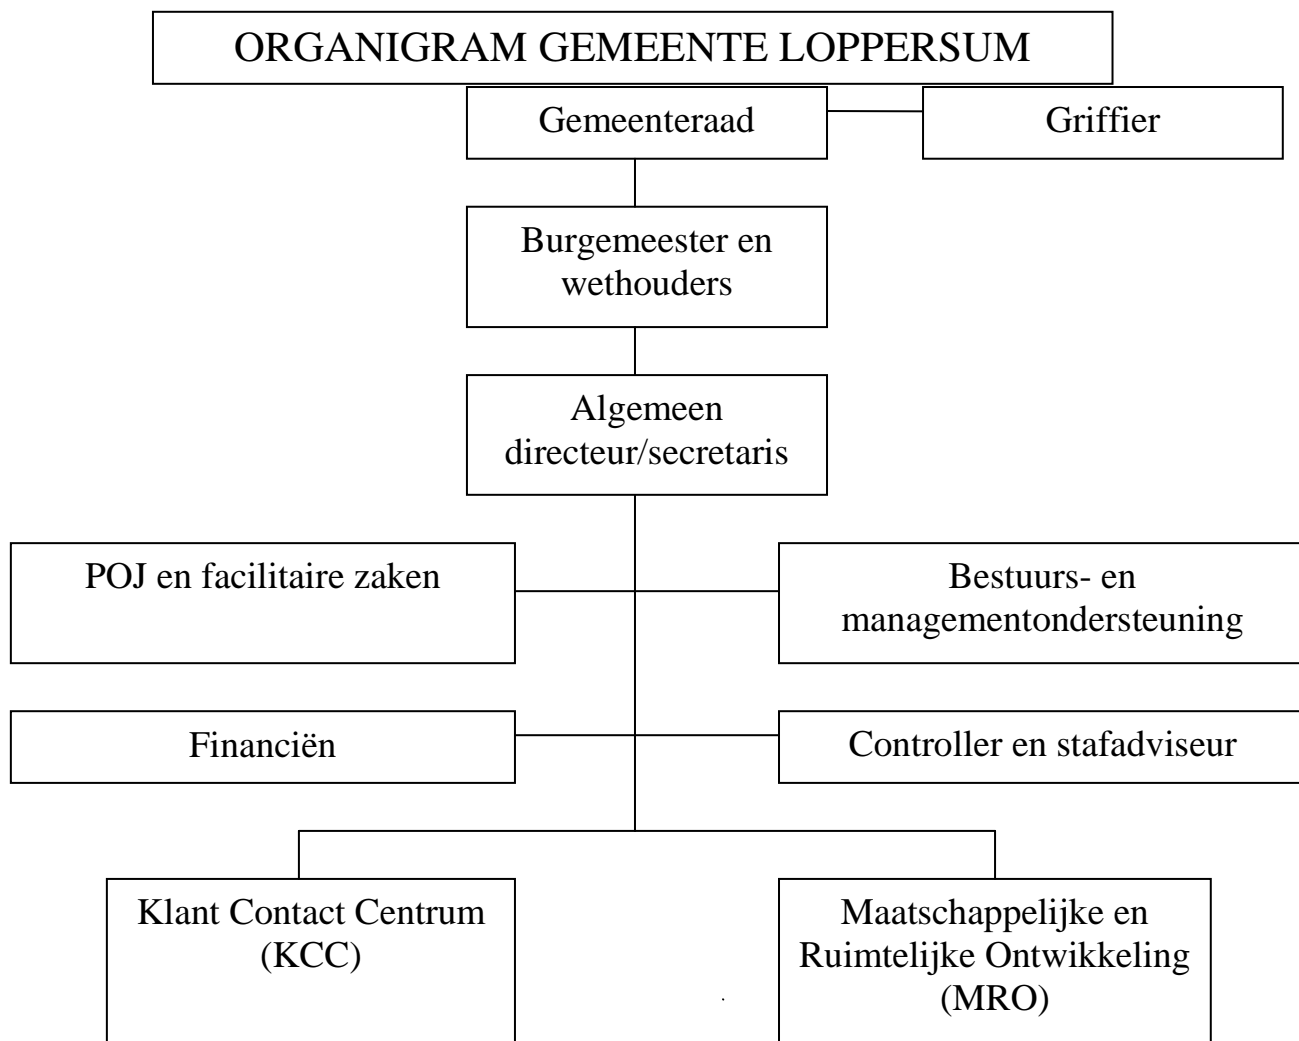 ORGANIGRAM GEMEENTE LOPPERSUM
Gemeenteraad
Griffier
Burgemeester en
wethouders
Algemeen
directeur/secretaris
POJ en facilitaire zaken
Bestuurs- en
managementondersteuning
Financiën
Controller en stafadviseur
Klant Contact Centrum
(KCC)
Maatschappelijke en
Ruimtelijke Ontwikkeling
(MRO)